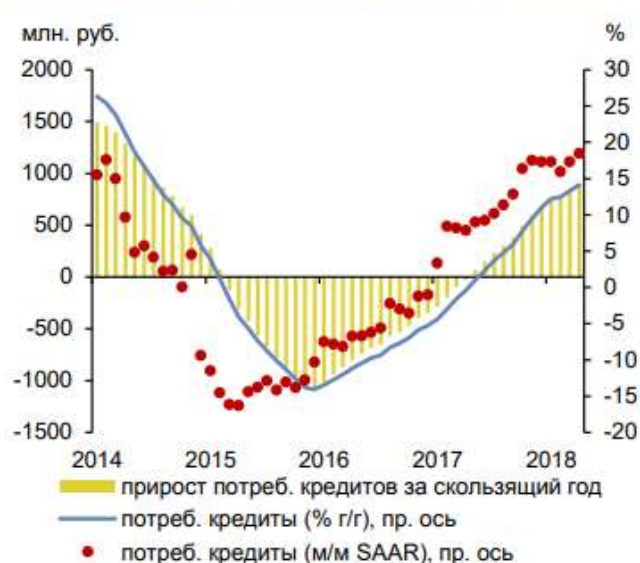 млн. руб. %
2000 30
1500 25
1000 20
500 15
0 10
-500 5
-1000 0
-1500 -5
-10
-15
-20
2014 2015 2016 2017 2018
прирост потреб. кредитов за скользящий год
потреб. кредиты (% г/г), пр. ось
потреб. кредиты (м/м SAAR), пр. ось